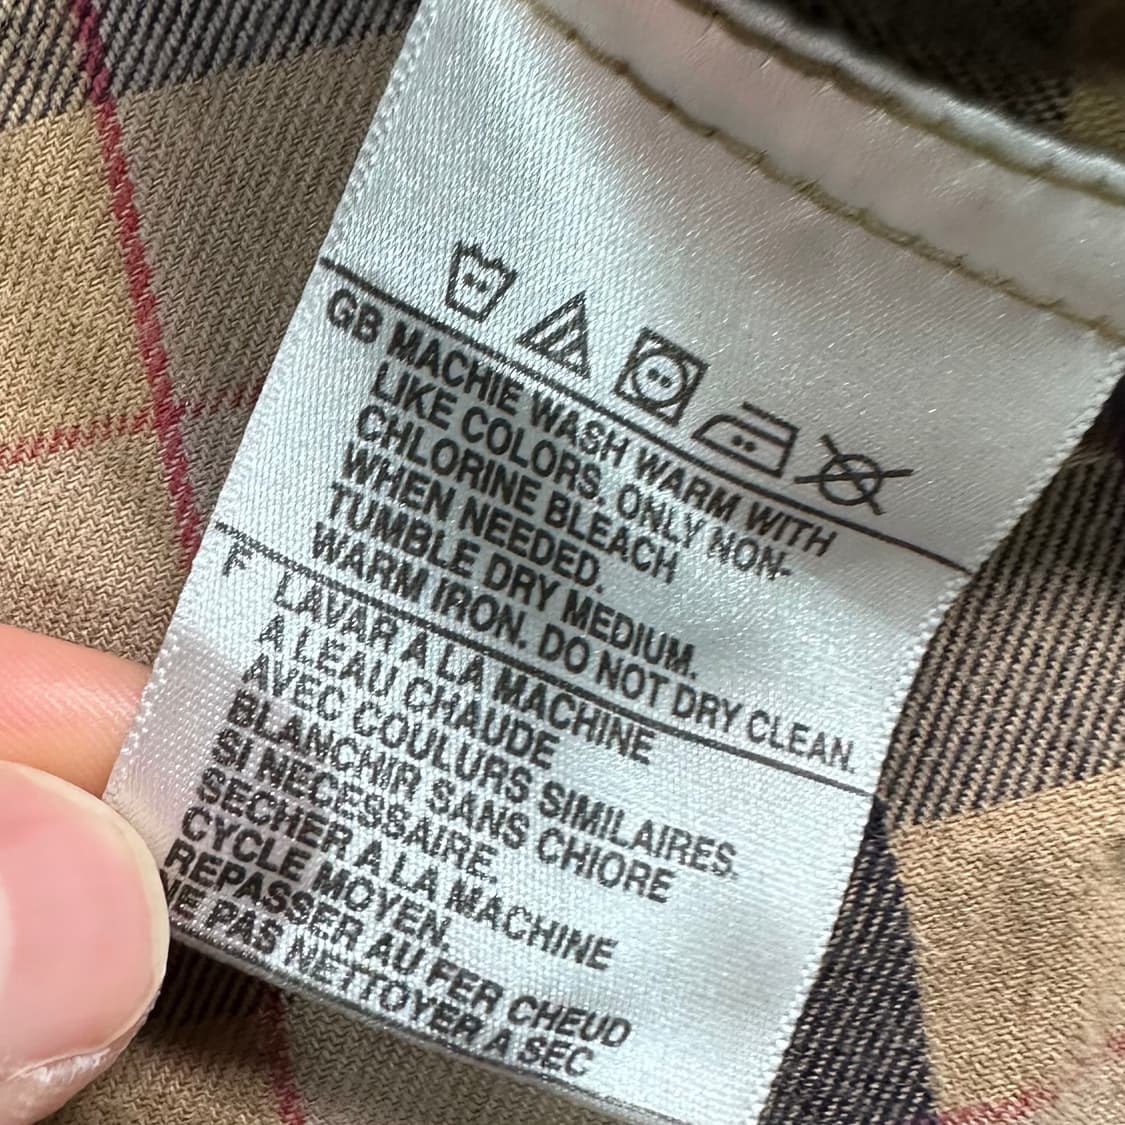 GB MACHIE WASH WARM WITH
LIKE COLORS. ONLY NON-
CHLORINE BLEACH
WHEN NEEDED.
TUMBLE DRY MEDIUM.
WARM IRON. DO NOT DRY CLEAN.
F LAVAR A LA MACHINE
A LEAU CHAUDE
AVEC COULURS SIMILAIRES.
BLANCHIR SANS CHIORE
SI NECESSAIRE.
SECHER A LA MACHINE
CYCLE MOYEN.
REPASSER AU FER CHEUD
NE PAS NETTOYER A SEC